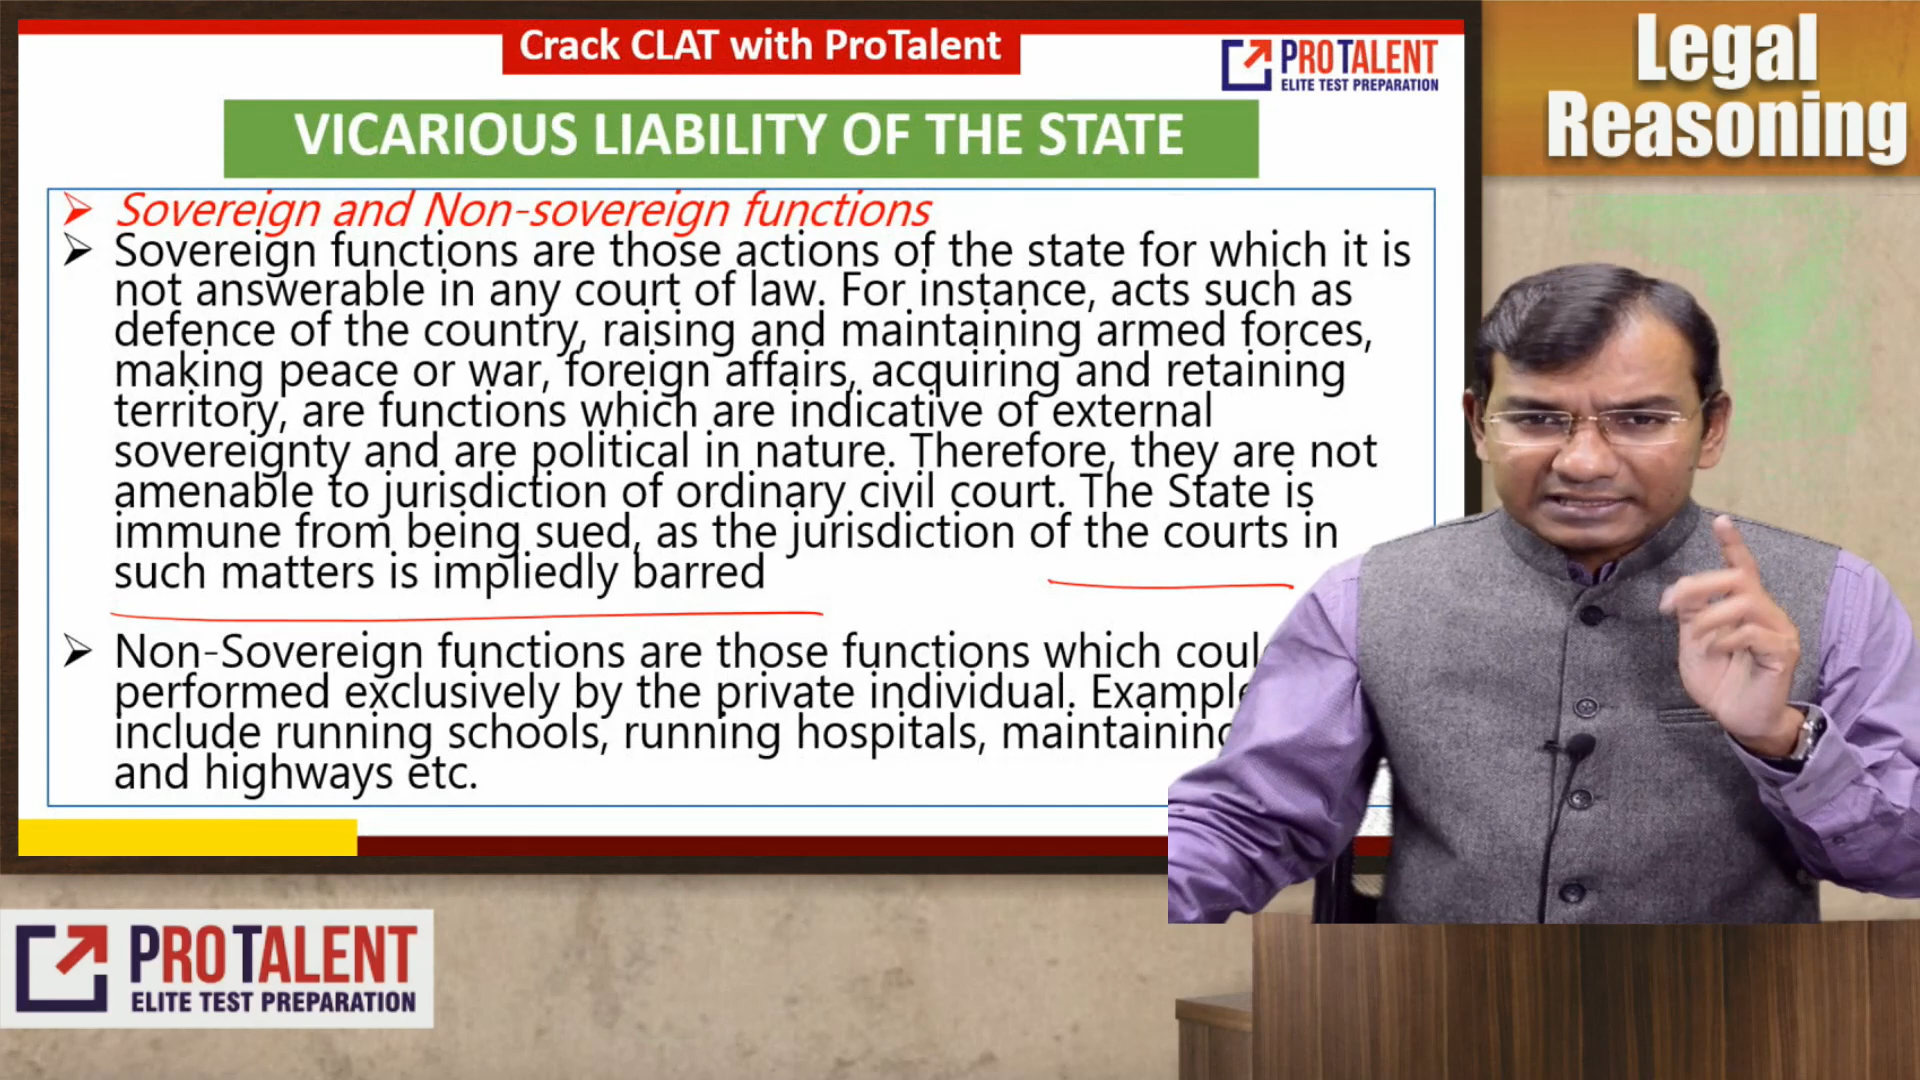 Crack CLAT with ProTalent
PROTALENT
ELITE TEST PREPARATION
Legal
Reasoning
VICARIOUS LIABILITY OF THE STATE
Sovereign and Non-sovereign functions
Sovereign functions are those actions of the state for which it is
not answerable in any court of law. For instance, acts such as
defence of the country, raising and maintaining armed forces,
making peace or war, foreign affairs, acquiring and retaining
territory, are functions which are indicative of external
sovereignty and are political in nature. Therefore, they are not
amenable to jurisdiction of ordinary civil court. The State is
immune from being sued, as the jurisdiction of the courts in
such matters is impliedly barred
Non-Sovereign functions are those functions which
performed exclusively by the private individual.
include running schools, running hospitals,
and highways etc.
PROTALENT
ELITE TEST PREPARATION